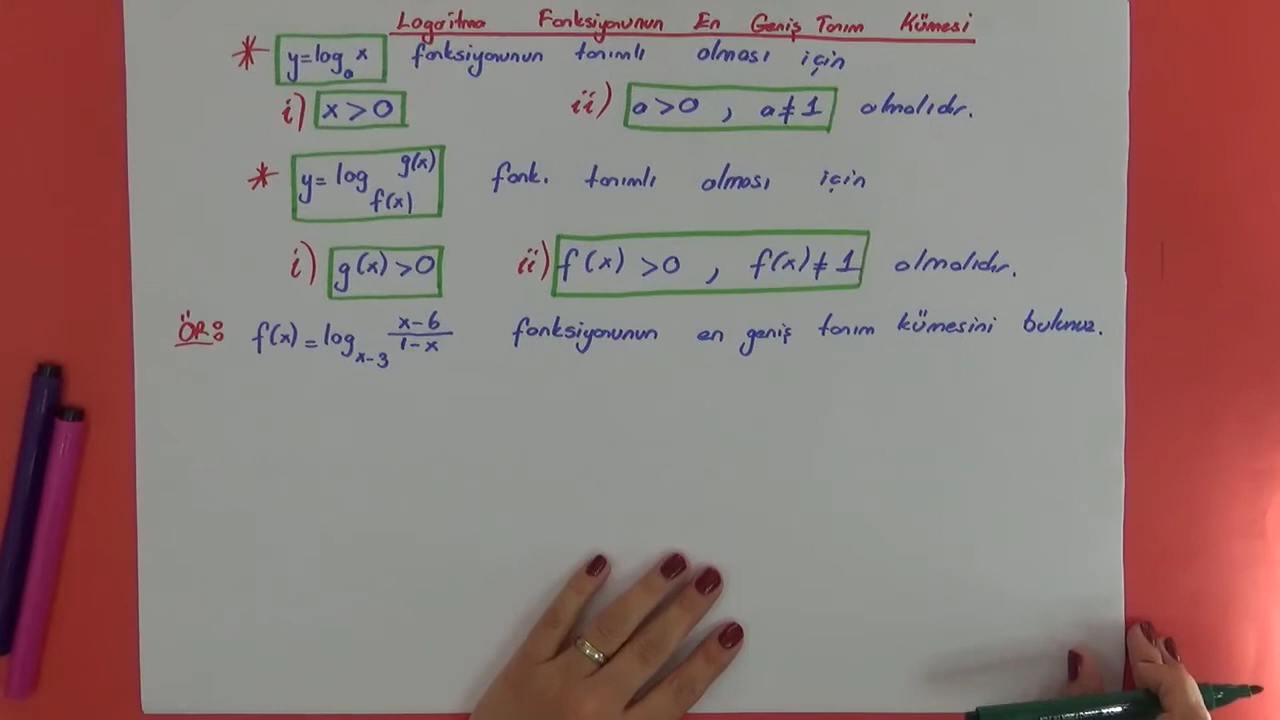 Logaritma Fonksiyonunun En Geniş Tanım Kümesi
* y=logₐx fonksiyonunun tanımlı olması için
i) x>0 ii) a>0 , a≠1 olmalıdır.
* y=log_f(x) g(x) fonk. tanımlı olması için
i) g(x)>0 ii) f(x)>0 , f(x)≠1 olmalıdır.
ÖR: f(x)=log_x-3 (x-6)/(1-x) fonksiyonunun en geniş tanım kümesini bulunuz.